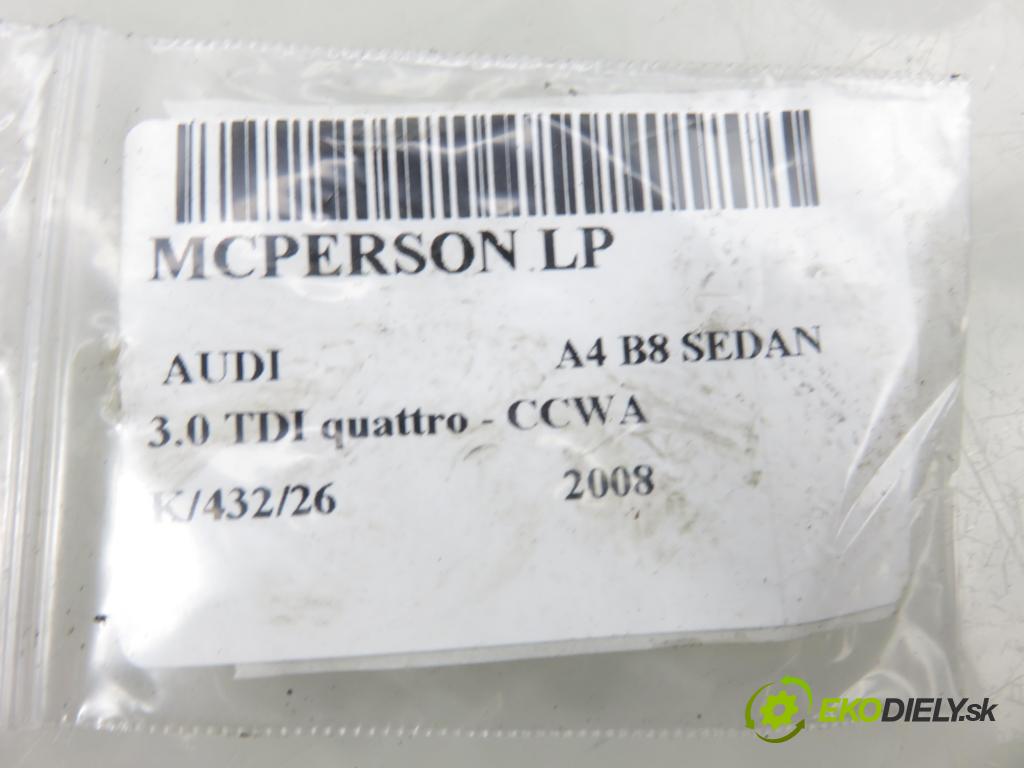 MCPERSON LP
AUDI A4 B8 SEDAN
3.0 TDI quattro - CCWA
K/432/26 2008
EKODIELY.sk